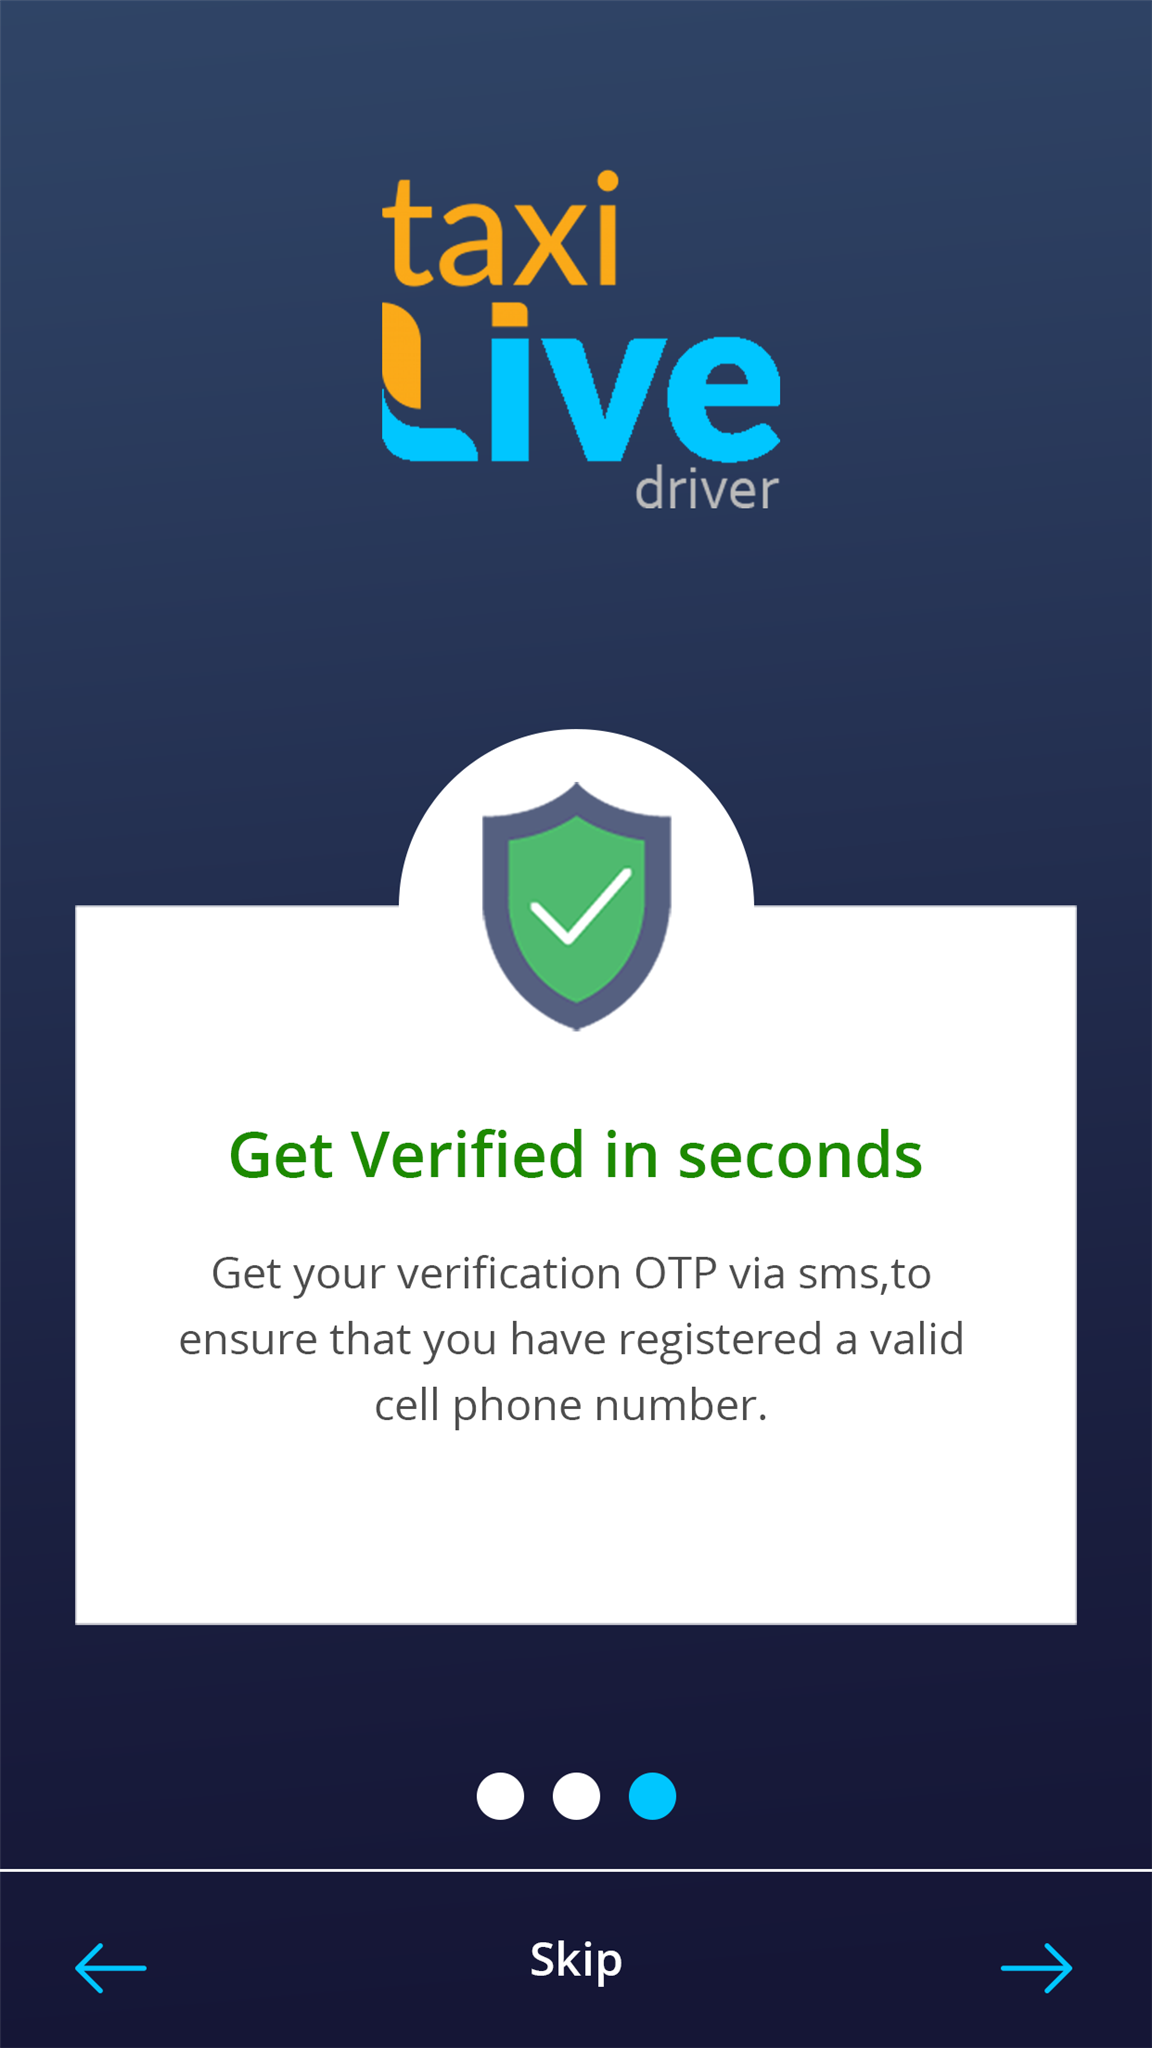 taxi
Live
driver
Get Verified in seconds
Get your verification OTP via sms,to
ensure that you have registered a valid
cell phone number.
Skip